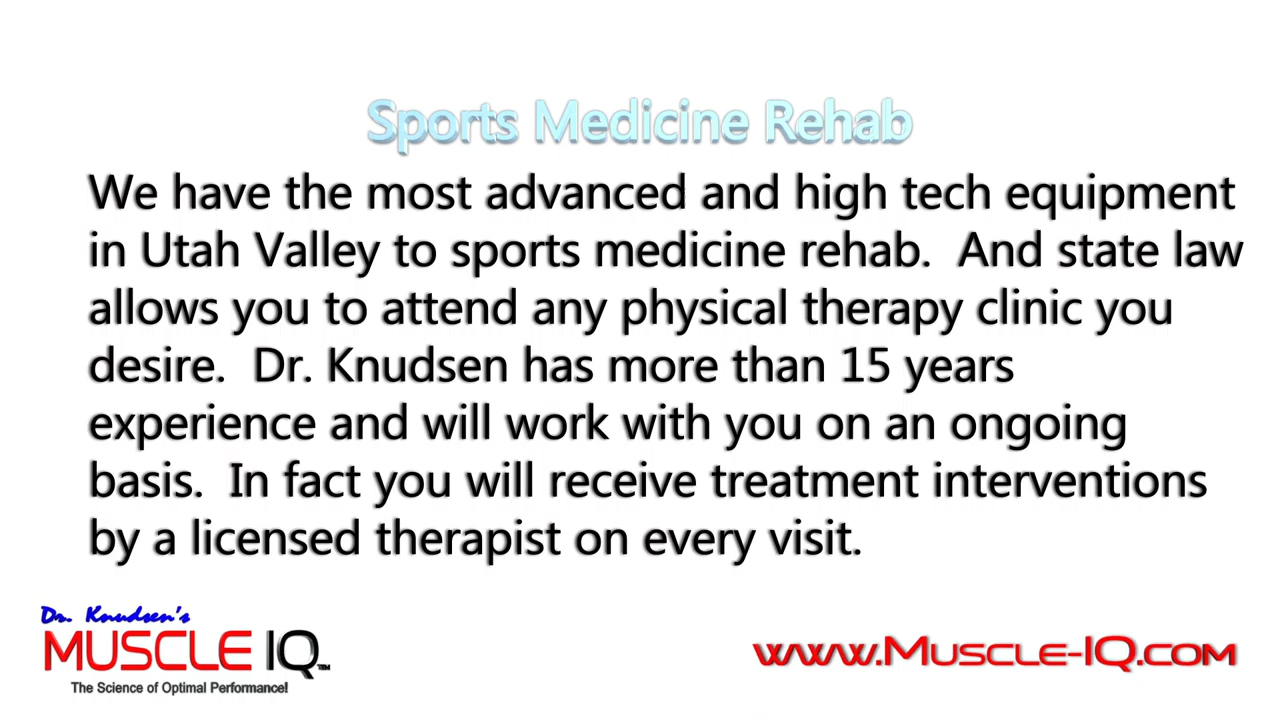 Sports Medicine Rehab
We have the most advanced and high tech equipment
in Utah Valley to sports medicine rehab.  And state law
allows you to attend any physical therapy clinic you
desire.  Dr. Knudsen has more than 15 years
experience and will work with you on an ongoing
basis.  In fact you will receive treatment interventions
by a licensed therapist on every visit.
Dr. Knudsen's
MUSCLE IQ™
The Science of Optimal Performance!
www.Muscle-IQ.com